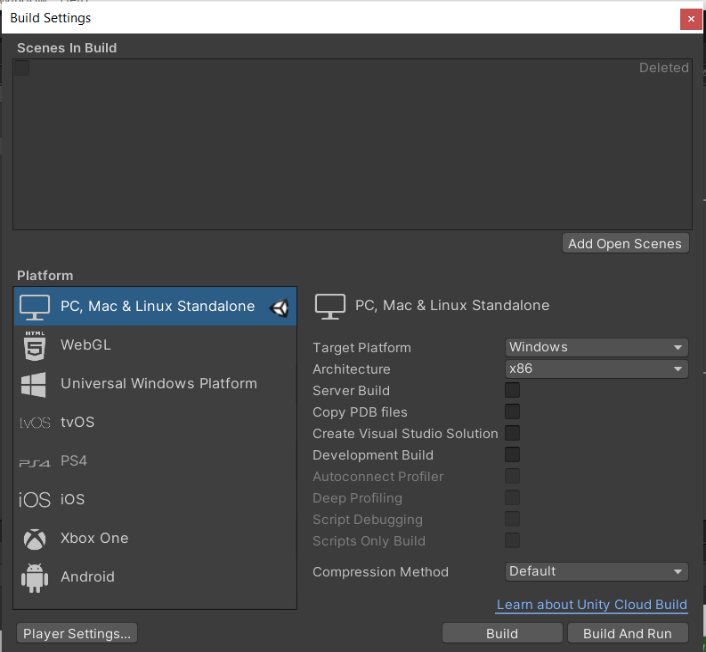 Build Settings
Scenes In Build
Deleted
Add Open Scenes
Platform
PC, Mac & Linux Standalone
HTML 5 WebGL
Universal Windows Platform
tvOS tvOS
PS4 PS4
iOS iOS
Xbox One
Android
PC, Mac & Linux Standalone
Target Platform Windows
Architecture x86
Server Build
Copy PDB files
Create Visual Studio Solution
Development Build
Autoconnect Profiler
Deep Profiling
Script Debugging
Scripts Only Build
Compression Method Default
Learn about Unity Cloud Build
Player Settings... Build Build And Run